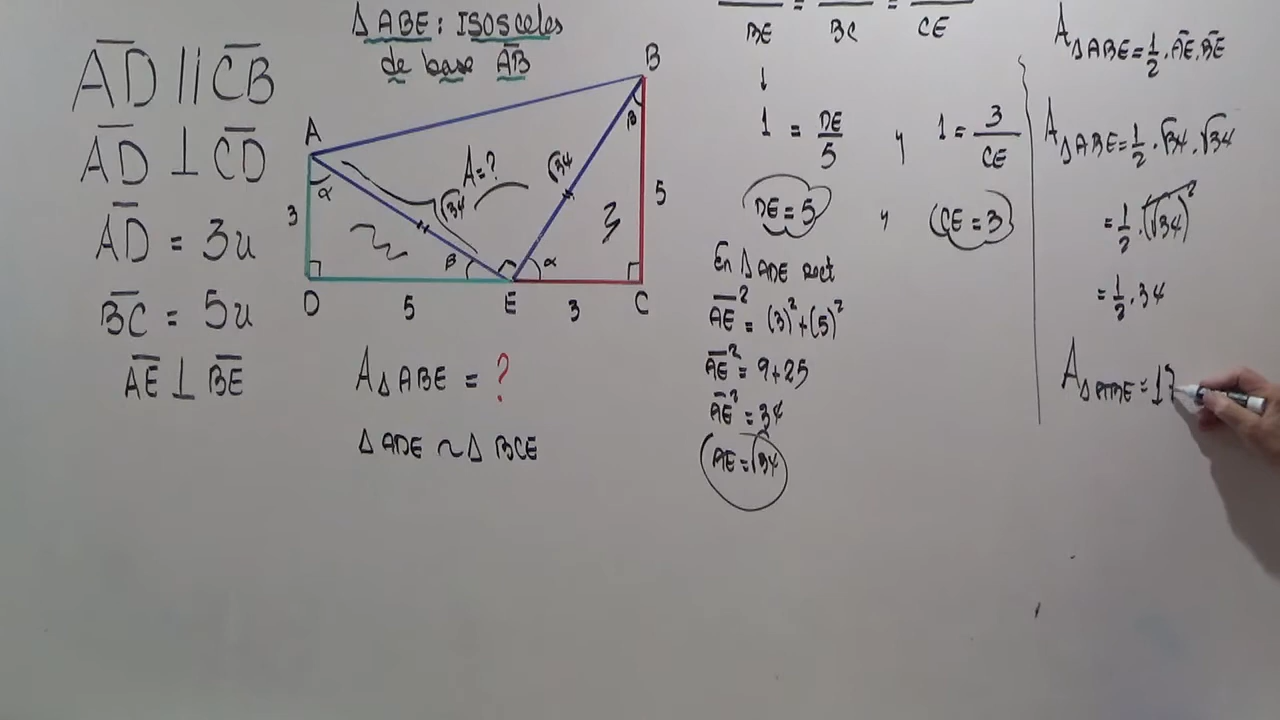 AD || CB
AD ⊥ CD
AD = 3u
BC = 5u
AE ⊥ BE
Δ ABE: ISOSceles
de base AB
A
B
D
E
C
3
5
3
5
α
β
α
β
A=?
√34
√34
A Δ ABE = ?
Δ ADE ~ Δ BCE
BE = BC = CE
↓
1 = DE/5 y 1 = 3/CE
DE = 5 y CE = 3
En Δ ADE Rect
AE² = (3)² + (5)²
AE² = 9 + 25
AE² = 34
AE = √34
A Δ ABE = 1/2 . AE . BE
A Δ ABE = 1/2 . √34 . √34
= 1/2 . (√34)²
= 1/2 . 34
A Δ ABE = 17